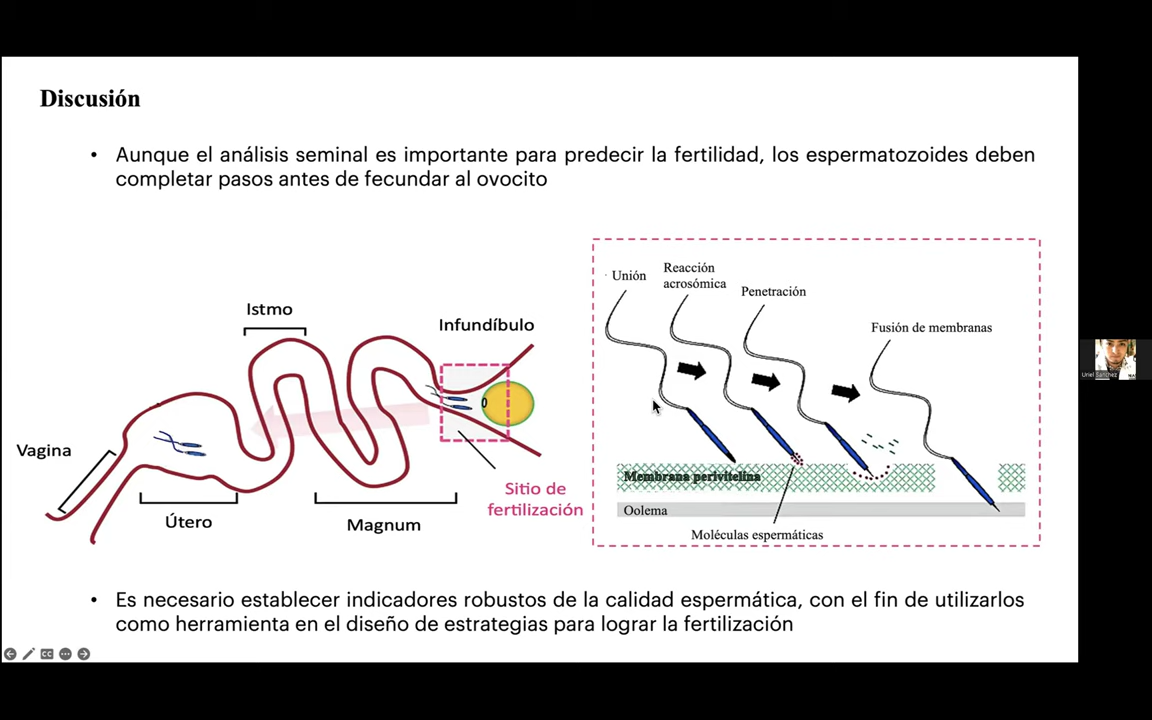 Discusión
• Aunque el análisis seminal es importante para predecir la fertilidad, los espermatozoides deben
completar pasos antes de fecundar al ovocito
Istmo
Infundíbulo
Vagina
Útero
Magnum
Sitio de
fertilización
Unión
Reacción
acrosómica
Penetración
Fusión de membranas
Membrana perivitelina
Oolema
Moléculas espermáticas
• Es necesario establecer indicadores robustos de la calidad espermática, con el fin de utilizarlos
como herramienta en el diseño de estrategias para lograr la fertilización
CC
Uriel Sanchez